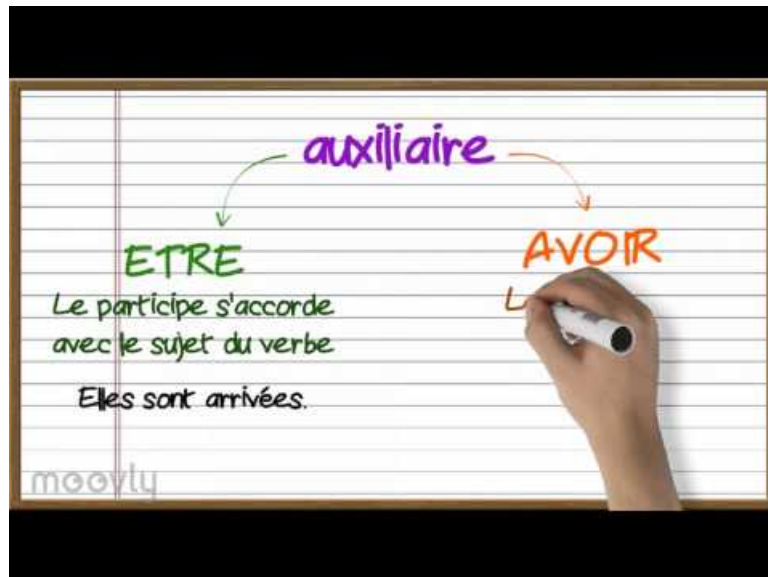 auxiliaire
ETRE
AVOIR
Le participe s'accorde
avec le sujet du verbe
L
Elles sont arrivées.
moovly